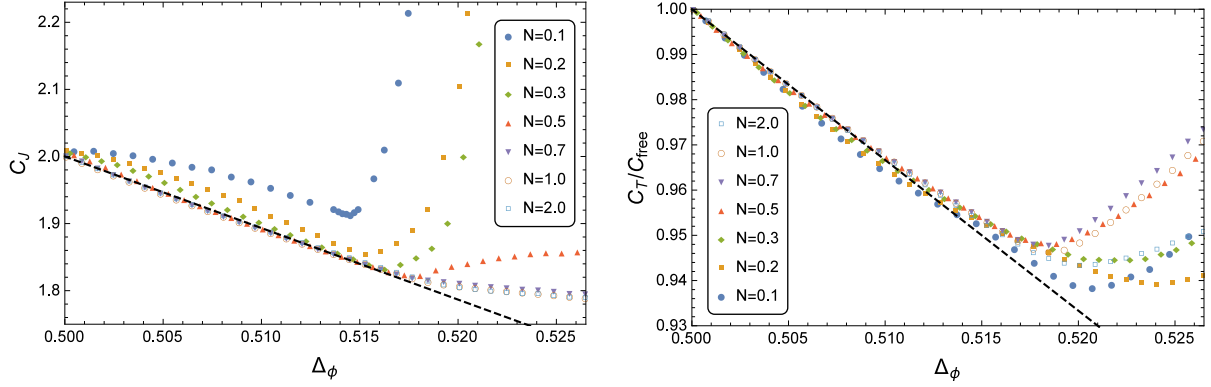 2.2
2.1
2.0
1.9
1.8
C_J
0.500
0.505
0.510
0.515
0.520
0.525
Δ_ϕ
N=0.1
N=0.2
N=0.3
N=0.5
N=0.7
N=1.0
N=2.0
1.00
0.99
0.98
0.97
0.96
0.95
0.94
0.93
C_T/C_free
0.500
0.505
0.510
0.515
0.520
0.525
Δ_ϕ
N=2.0
N=1.0
N=0.7
N=0.5
N=0.3
N=0.2
N=0.1